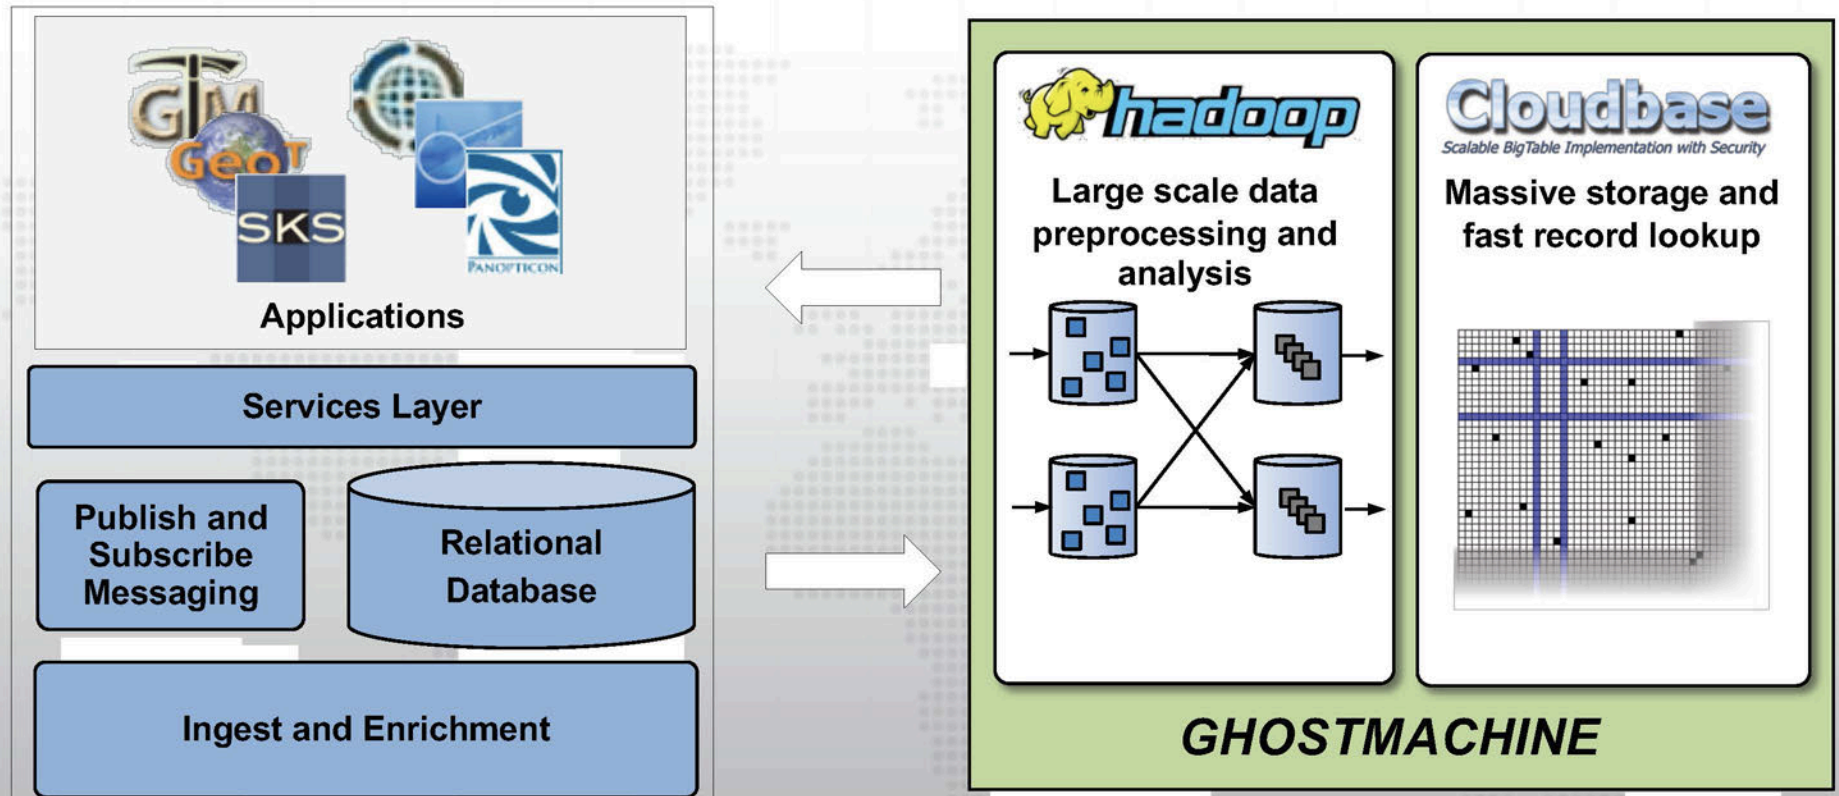 GTM
GeoT
SKS
PANOPTICON
Applications
Services Layer
Publish and
Subscribe
Messaging
Relational
Database
Ingest and Enrichment
hadoop
Large scale data
preprocessing and
analysis
Cloudbase
Scalable BigTable Implementation with Security
Massive storage and
fast record lookup
GHOSTMACHINE